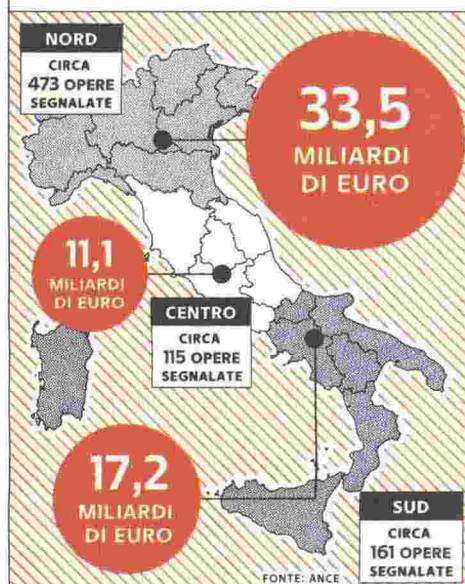 NORD
CIRCA
473 OPERE
SEGNALATE
33,5
MILIARDI
DI EURO
11,1
MILIARDI
DI EURO
CENTRO
CIRCA
115 OPERE
SEGNALATE
17,2
MILIARDI
DI EURO
SUD
CIRCA
161 OPERE
SEGNALATE
FONTE: ANCE